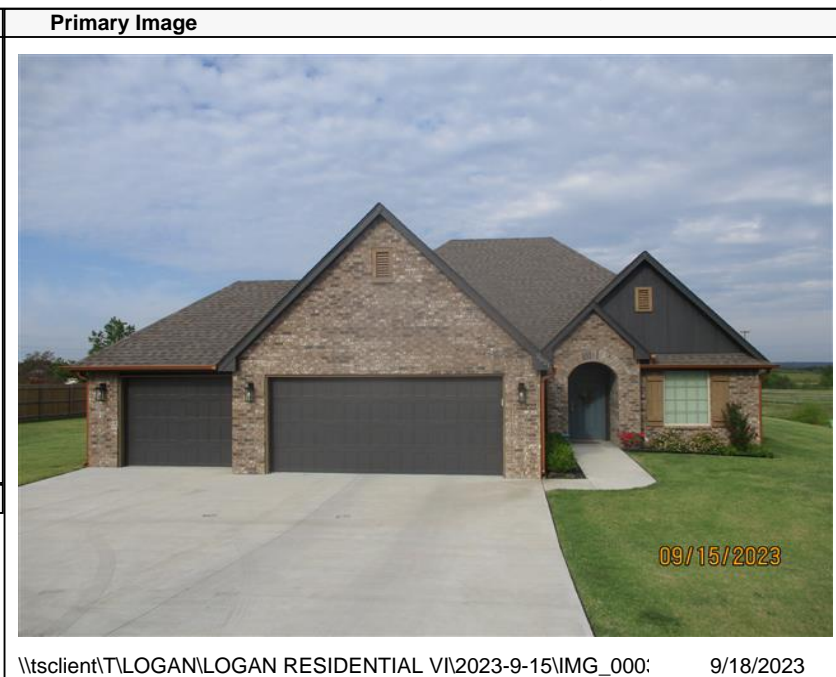 Primary Image
09/15/2023
\\tsclient\T\LOGAN\LOGAN RESIDENTIAL VI\2023-9-15\IMG_000 9/18/2023